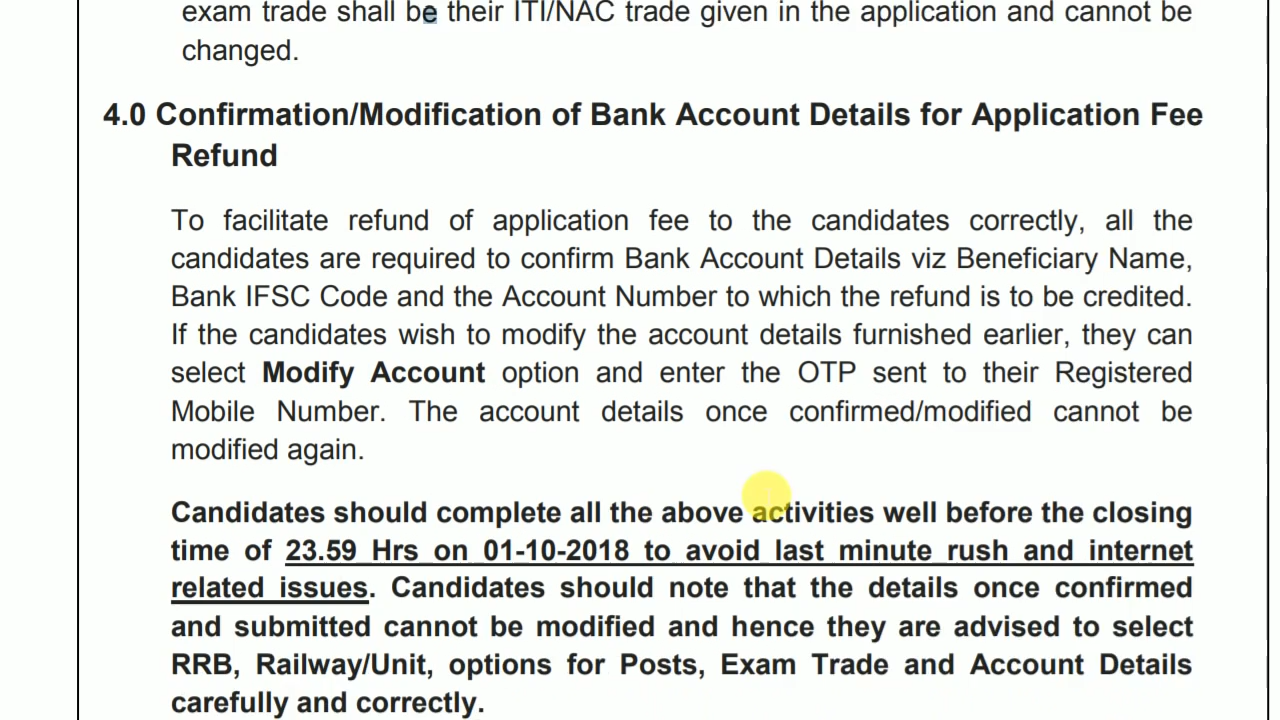 exam trade shall be their ITI/NAC trade given in the application and cannot be
changed.
4.0 Confirmation/Modification of Bank Account Details for Application Fee
Refund
To facilitate refund of application fee to the candidates correctly, all the
candidates are required to confirm Bank Account Details viz Beneficiary Name,
Bank IFSC Code and the Account Number to which the refund is to be credited.
If the candidates wish to modify the account details furnished earlier, they can
select Modify Account option and enter the OTP sent to their Registered
Mobile Number. The account details once confirmed/modified cannot be
modified again.
Candidates should complete all the above activities well before the closing
time of 23.59 Hrs on 01-10-2018 to avoid last minute rush and internet
related issues. Candidates should note that the details once confirmed
and submitted cannot be modified and hence they are advised to select
RRB, Railway/Unit, options for Posts, Exam Trade and Account Details
carefully and correctly.